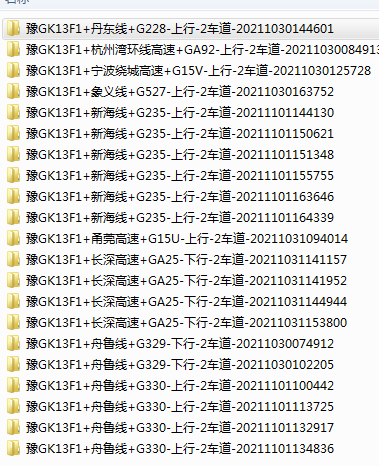 豫GK13F1+丹东线+G228-上行-2车道-20211030144601
豫GK13F1+杭州湾环线高速+GA92-上行-2车道-2021103008491
豫GK13F1+宁波绕城高速+G15V-上行-2车道-20211030125728
豫GK13F1+象义线+G527-上行-2车道-20211030163752
豫GK13F1+新海线+G235-上行-2车道-20211101144130
豫GK13F1+新海线+G235-上行-2车道-20211101150621
豫GK13F1+新海线+G235-上行-2车道-20211101151348
豫GK13F1+新海线+G235-上行-2车道-20211101155755
豫GK13F1+新海线+G235-上行-2车道-20211101163646
豫GK13F1+新海线+G235-上行-2车道-20211101164339
豫GK13F1+甬莞高速+G15U-上行-2车道-20211031094014
豫GK13F1+长深高速+GA25-下行-2车道-20211031141157
豫GK13F1+长深高速+GA25-下行-2车道-20211031141952
豫GK13F1+长深高速+GA25-下行-2车道-20211031144944
豫GK13F1+长深高速+GA25-下行-2车道-20211031153800
豫GK13F1+舟鲁线+G329-下行-2车道-20211030074912
豫GK13F1+舟鲁线+G329-下行-2车道-20211030102205
豫GK13F1+舟鲁线+G330-上行-2车道-20211101100442
豫GK13F1+舟鲁线+G330-上行-2车道-20211101113725
豫GK13F1+舟鲁线+G330-上行-2车道-20211101132917
豫GK13F1+舟鲁线+G330-上行-2车道-20211101134836